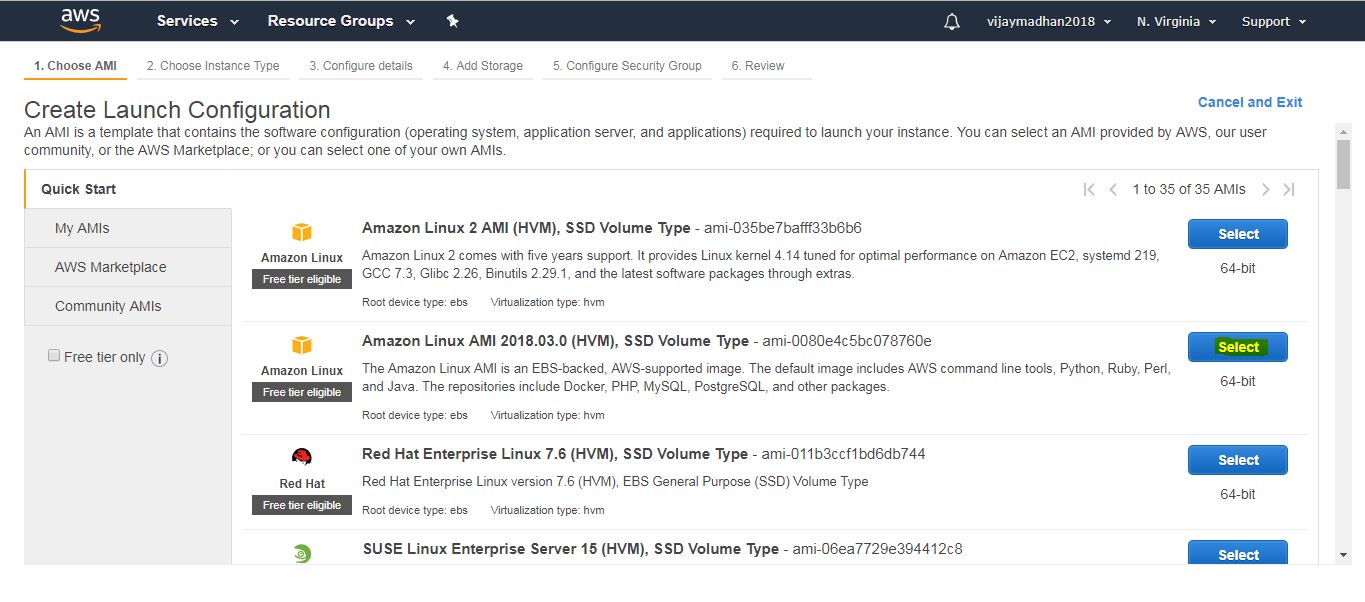 aws Services Resource Groups vijaymadhan2018 N. Virginia Support
1. Choose AMI 2. Choose Instance Type 3. Configure details 4. Add Storage 5. Configure Security Group 6. Review
Create Launch Configuration
Cancel and Exit
An AMI is a template that contains the software configuration (operating system, application server, and applications) required to launch your instance. You can select an AMI provided by AWS, our user
community, or the AWS Marketplace; or you can select one of your own AMIs.
Quick Start
My AMIs
AWS Marketplace
Community AMIs
Free tier only
1 to 35 of 35 AMIs
Amazon Linux
Free tier eligible
Amazon Linux 2 AMI (HVM), SSD Volume Type - ami-035be7bafff33b6b6
Amazon Linux 2 comes with five years support. It provides Linux kernel 4.14 tuned for optimal performance on Amazon EC2, systemd 219,
GCC 7.3, Glibc 2.26, Binutils 2.29.1, and the latest software packages through extras.
Root device type: ebs Virtualization type: hvm
Select
64-bit
Amazon Linux
Free tier eligible
Amazon Linux AMI 2018.03.0 (HVM), SSD Volume Type - ami-0080e4c5bc078760e
The Amazon Linux AMI is an EBS-backed, AWS-supported image. The default image includes AWS command line tools, Python, Ruby, Perl,
and Java. The repositories include Docker, PHP, MySQL, PostgreSQL, and other packages.
Root device type: ebs Virtualization type: hvm
Select
64-bit
Red Hat
Free tier eligible
Red Hat Enterprise Linux 7.6 (HVM), SSD Volume Type - ami-011b3ccf1bd6db744
Red Hat Enterprise Linux version 7.6 (HVM), EBS General Purpose (SSD) Volume Type
Root device type: ebs Virtualization type: hvm
Select
64-bit
SUSE Linux Enterprise Server 15 (HVM), SSD Volume Type - ami-06ea7729e394412c8
Select